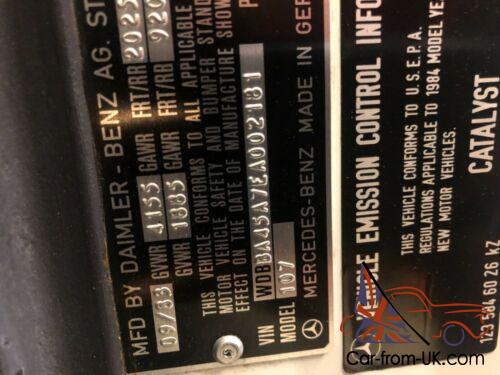 MFD BY DAIMLER - BENZ AG. ST
09/83 GVWR 4155 GAWR FRT/RR 2025
GVWR 1885 GAWR FRT/RR 920
THIS VEHICLE CONFORMS TO ALL APPLICABLE
MOTOR VEHICLE SAFETY AND BUMPER STAND
EFFECT ON THE DATE OF MANUFACTURE SHOW
VIN WDBBA45A7EA002181
MODEL 107
MERCEDES-BENZ MADE IN GER
EMISSION CONTROL INFO
THIS VEHICLE CONFORMS TO U.S.E.P.A.
REGULATIONS APPLICABLE TO 1984 MODEL YE
NEW MOTOR VEHICLES.
CATALYST
123 584 60 26 KZ
Car-from-UK.com